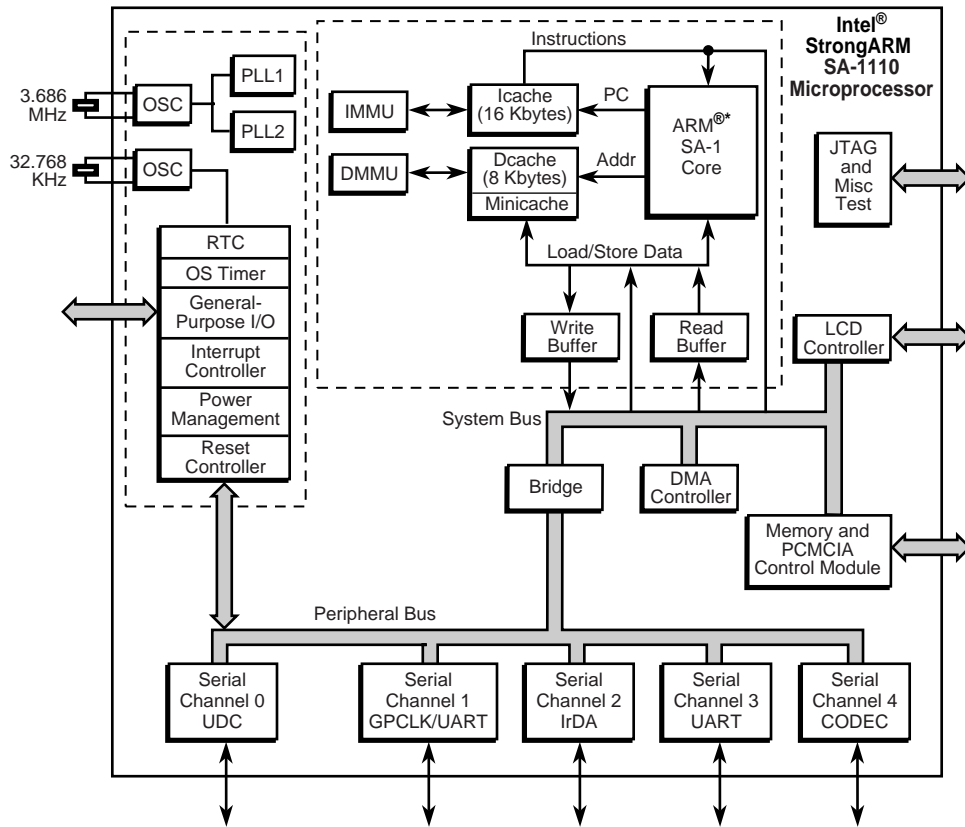 Intel®
StrongARM
SA-1110
Microprocessor
3.686
MHz
OSC
PLL1
PLL2
32.768
KHz
OSC
RTC
OS Timer
General-
Purpose I/O
Interrupt
Controller
Power
Management
Reset
Controller
Instructions
IMMU
Icache
(16 Kbytes)
PC
DMMU
Dcache
(8 Kbytes)
Minicache
Addr
ARM®*
SA-1
Core
Load/Store Data
Write
Buffer
Read
Buffer
JTAG
and
Misc
Test
LCD
Controller
System Bus
Bridge
DMA
Controller
Memory and
PCMCIA
Control Module
Peripheral Bus
Serial
Channel 0
UDC
Serial
Channel 1
GPCLK/UART
Serial
Channel 2
IrDA
Serial
Channel 3
UART
Serial
Channel 4
CODEC